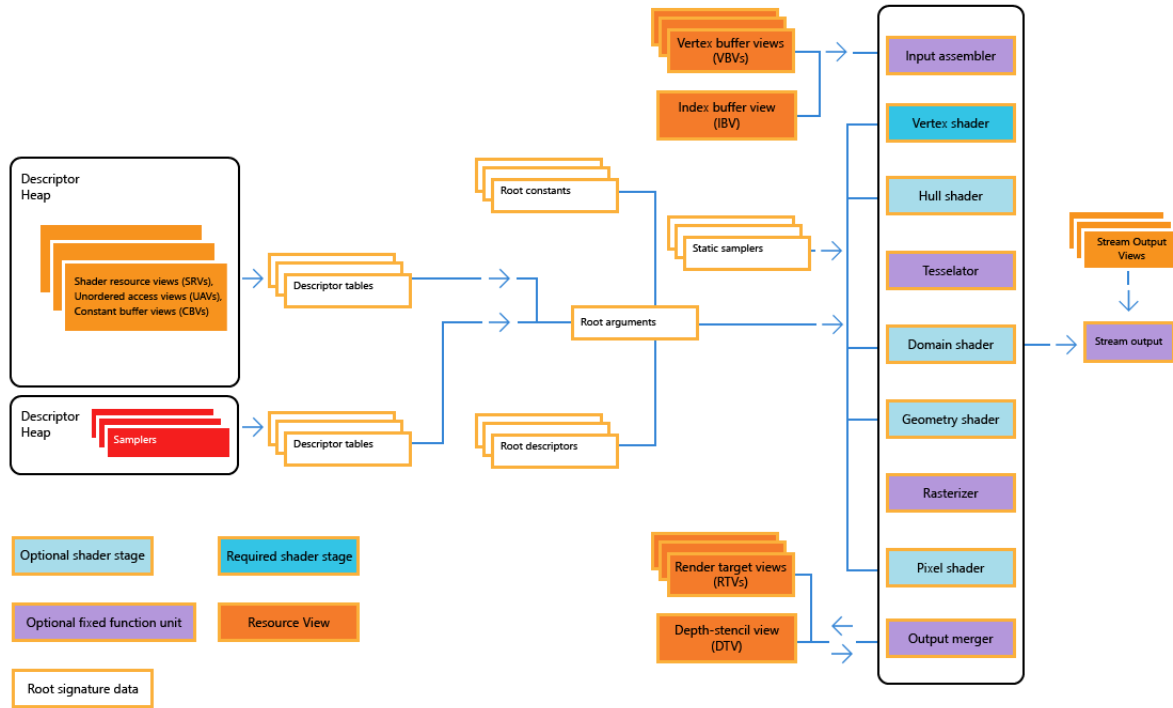 Vertex buffer views
(VBVs)
Index buffer view
(IBV)
Input assembler
Vertex shader
Hull shader
Tesselator
Domain shader
Geometry shader
Rasterizer
Pixel shader
Output merger
Descriptor
Heap
Shader resource views (SRVs),
Unordered access views (UAVs),
Constant buffer views (CBVs)
Descriptor tables
Root constants
Static samplers
Root arguments
Stream Output
Views
Stream output
Descriptor
Heap
Samplers
Descriptor tables
Root descriptors
Render target views
(RTVs)
Depth-stencil view
(DTV)
Optional shader stage
Required shader stage
Optional fixed function unit
Resource View
Root signature data